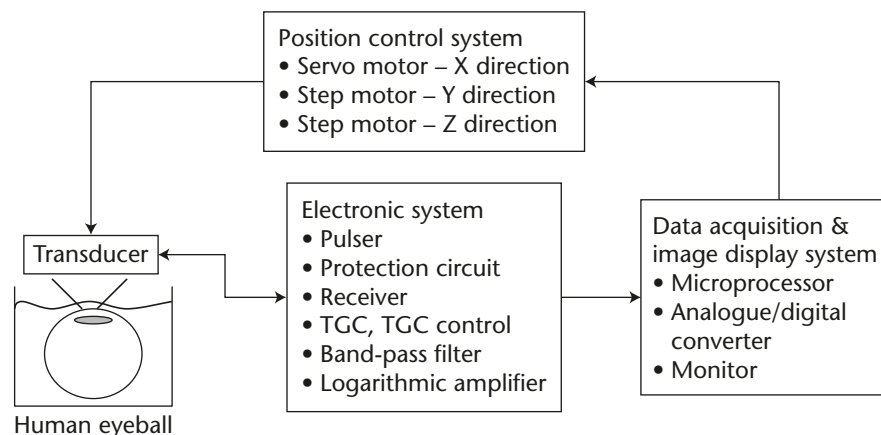 Position control system
• Servo motor – X direction
• Step motor – Y direction
• Step motor – Z direction
Transducer
Human eyeball
Electronic system
• Pulser
• Protection circuit
• Receiver
• TGC, TGC control
• Band-pass filter
• Logarithmic amplifier
Data acquisition &
image display system
• Microprocessor
• Analogue/digital
converter
• Monitor